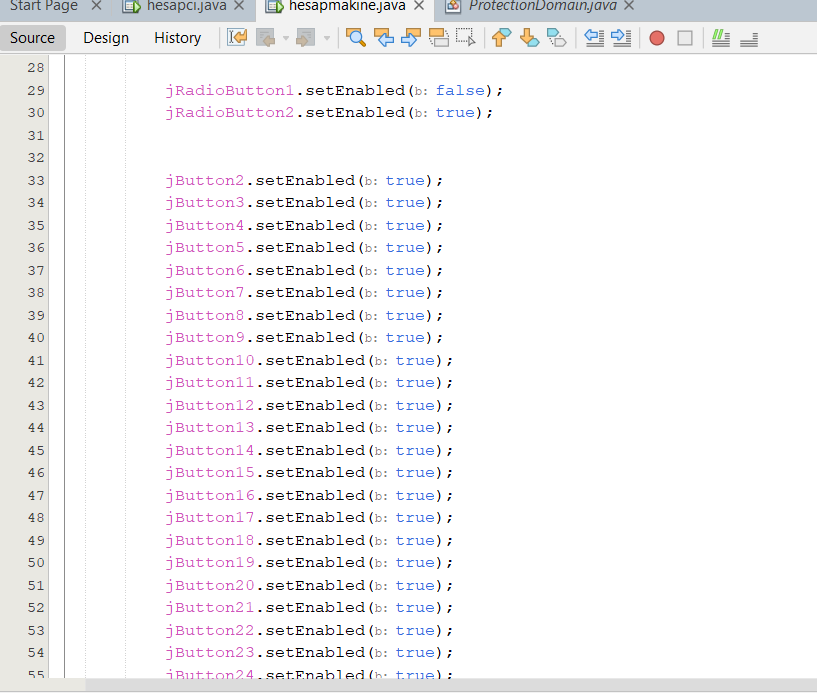 Start Page hesapci.java hesapmakine.java ProtectionDomain.java
Source Design History
28
29 jRadioButton1.setEnabled(b: false);
30 jRadioButton2.setEnabled(b: true);
31
32
33 jButton2.setEnabled(b: true);
34 jButton3.setEnabled(b: true);
35 jButton4.setEnabled(b: true);
36 jButton5.setEnabled(b: true);
37 jButton6.setEnabled(b: true);
38 jButton7.setEnabled(b: true);
39 jButton8.setEnabled(b: true);
40 jButton9.setEnabled(b: true);
41 jButton10.setEnabled(b: true);
42 jButton11.setEnabled(b: true);
43 jButton12.setEnabled(b: true);
44 jButton13.setEnabled(b: true);
45 jButton14.setEnabled(b: true);
46 jButton15.setEnabled(b: true);
47 jButton16.setEnabled(b: true);
48 jButton17.setEnabled(b: true);
49 jButton18.setEnabled(b: true);
50 jButton19.setEnabled(b: true);
51 jButton20.setEnabled(b: true);
52 jButton21.setEnabled(b: true);
53 jButton22.setEnabled(b: true);
54 jButton23.setEnabled(b: true);
55 jButton24.setEnabled(b: true);